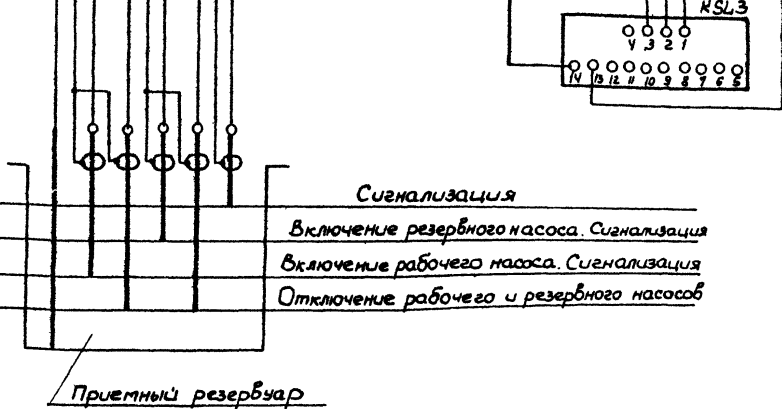 KSL3
4 3 2 1
14 13 12 11 10 9 8 7 6 5
Сигнализация
Включение резервного насоса. Сигнализация
Включение рабочего насоса. Сигнализация
Отключение рабочего и резервного насосов
Приемный резервуар